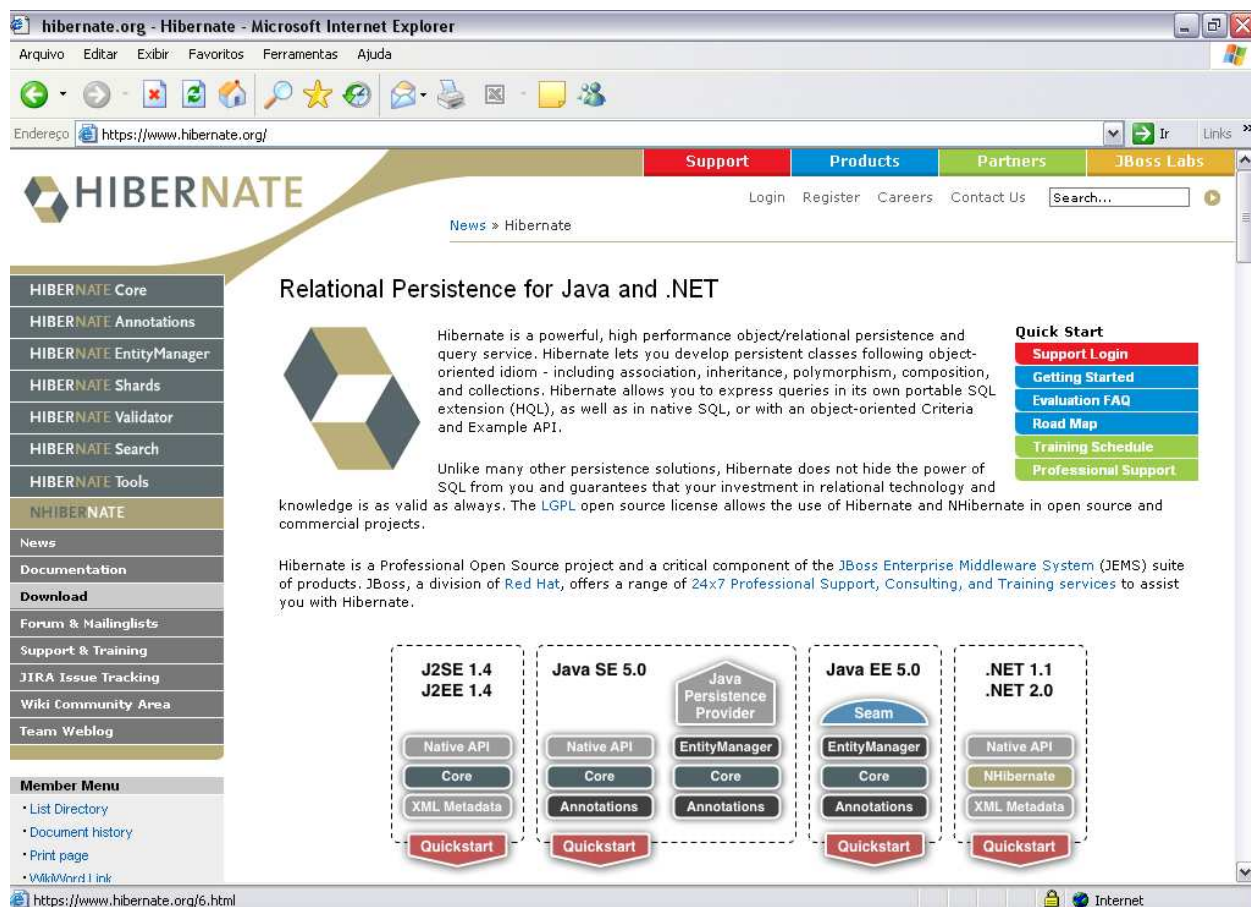 hibernate.org - Hibernate - Microsoft Internet Explorer
Arquivo Editar Exibir Favoritos Ferramentas Ajuda
Endereço https://www.hibernate.org/ Ir Links »
Support Products Partners JBoss Labs
HIBERNATE
Login Register Careers Contact Us Search...
News » Hibernate
HIBERNATE Core
HIBERNATE Annotations
HIBERNATE EntityManager
HIBERNATE Shards
HIBERNATE Validator
HIBERNATE Search
HIBERNATE Tools
NHIBERNATE
News
Documentation
Download
Forum & Mailinglists
Support & Training
JIRA Issue Tracking
Wiki Community Area
Team Weblog
Member Menu
List Directory
Document history
Print page
WikiWord Link
Relational Persistence for Java and .NET
Hibernate is a powerful, high performance object/relational persistence and
query service. Hibernate lets you develop persistent classes following object-
oriented idiom - including association, inheritance, polymorphism, composition,
and collections. Hibernate allows you to express queries in its own portable SQL
extension (HQL), as well as in native SQL, or with an object-oriented Criteria
and Example API.
Unlike many other persistence solutions, Hibernate does not hide the power of
SQL from you and guarantees that your investment in relational technology and
knowledge is as valid as always. The LGPL open source license allows the use of Hibernate and NHibernate in open source and
commercial projects.
Hibernate is a Professional Open Source project and a critical component of the JBoss Enterprise Middleware System (JEMS) suite
of products. JBoss, a division of Red Hat, offers a range of 24x7 Professional Support, Consulting, and Training services to assist
you with Hibernate.
Quick Start
Support Login
Getting Started
Evaluation FAQ
Road Map
Training Schedule
Professional Support
J2SE 1.4
J2EE 1.4
Native API
Core
XML Metadata
Quickstart
Java SE 5.0
Native API
Core
Annotations
Quickstart
Java
Persistence
Provider
EntityManager
Core
Annotations
Java EE 5.0
Seam
EntityManager
Core
Annotations
Quickstart
.NET 1.1
.NET 2.0
Native API
NHibernate
XML Metadata
Quickstart
https://www.hibernate.org/6.html Internet